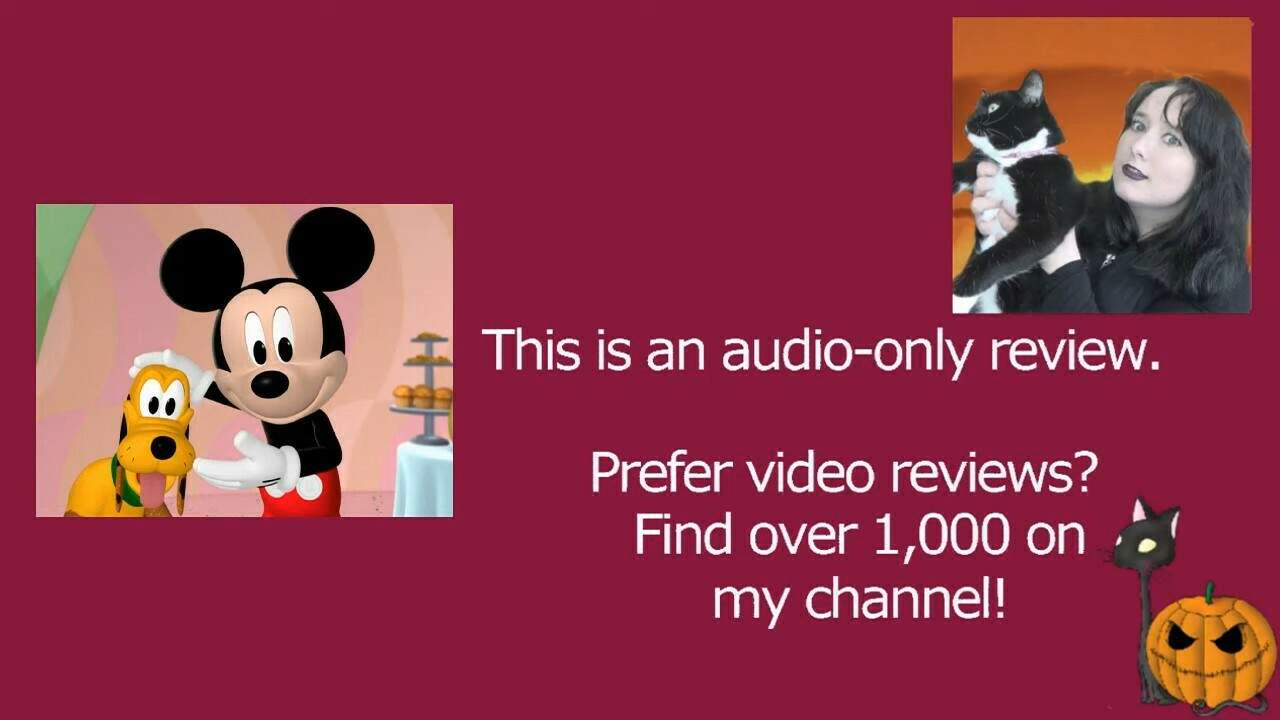 This is an audio-only review.
Prefer video reviews?
Find over 1,000 on
my channel!